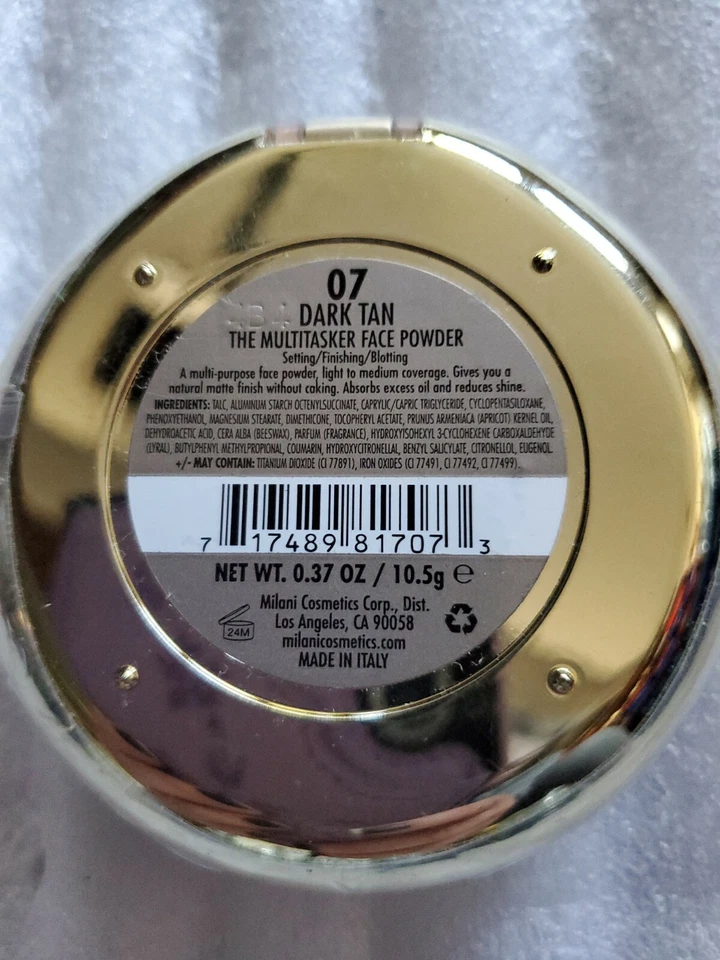 07
DARK TAN
THE MULTITASKER FACE POWDER
Setting/Finishing/Blotting
A multi-purpose face powder, light to medium coverage. Gives you a
natural matte finish without caking. Absorbs excess oil and reduces shine.
INGREDIENTS: TALC, ALUMINUM STARCH OCTENYLSUCCINATE, CAPRYLIC/CAPRIC TRIGLYCERIDE, CYCLOPENTASILOXANE,
PHENOXYETHANOL, MAGNESIUM STEARATE, DIMETHICONE, TOCOPHERYL ACETATE, PRUNUS ARMENIACA (APRICOT) KERNEL OIL,
DEHYDROACETIC ACID, CERA ALBA (BEESWAX), PARFUM (FRAGRANCE), HYDROXYISOHEXYL 3-CYCLOHEXENE CARBOXALDEHYDE
(LYRAL), BUTYLPHENYL METHYLPROPIONAL, COUMARIN, HYDROXYCITRONELLAL, BENZYL SALICYLATE, CITRONELLOL, EUGENOL.
+/- MAY CONTAIN: TITANIUM DIOXIDE (CI 77891), IRON OXIDES (CI 77491, CI 77492, CI 77499).
7 17489 81707 3
NET WT. 0.37 OZ / 10.5g ℮
24M
Milani Cosmetics Corp., Dist.
Los Angeles, CA 90058
milanicosmetics.com
MADE IN ITALY